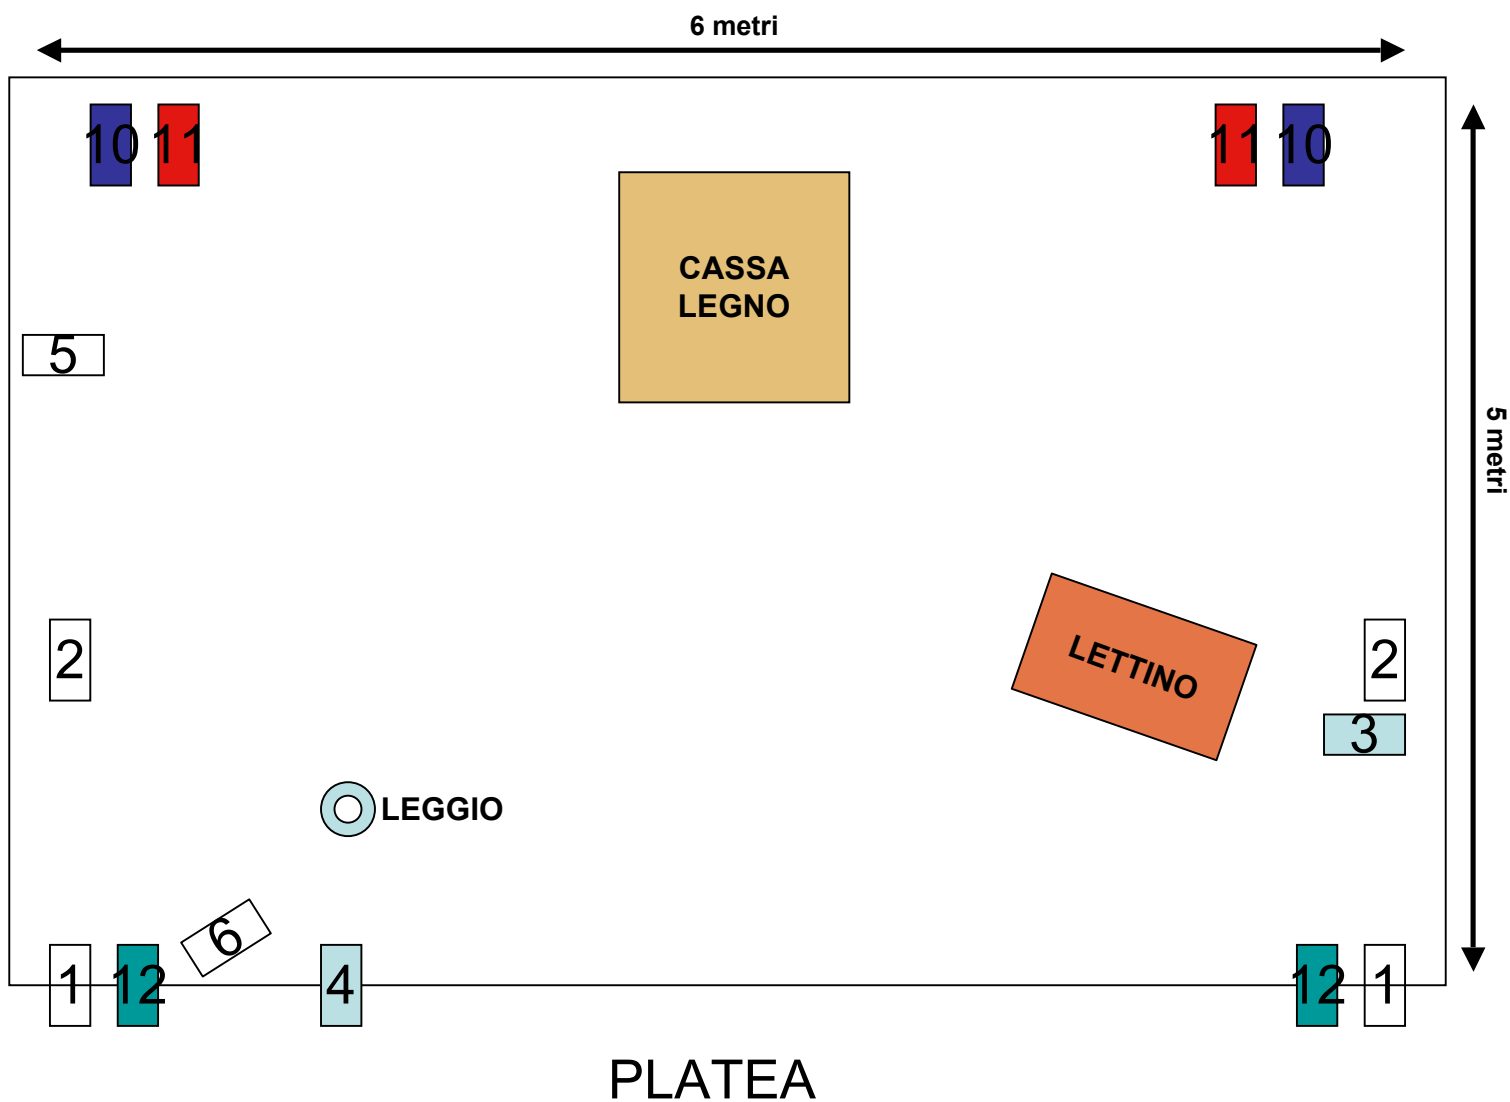 6 metri
10 11 11 10
CASSA
LEGNO
5
5 metri
2 LETTINO 2
3
LEGGIO
6
1 12 4 12 1
PLATEA